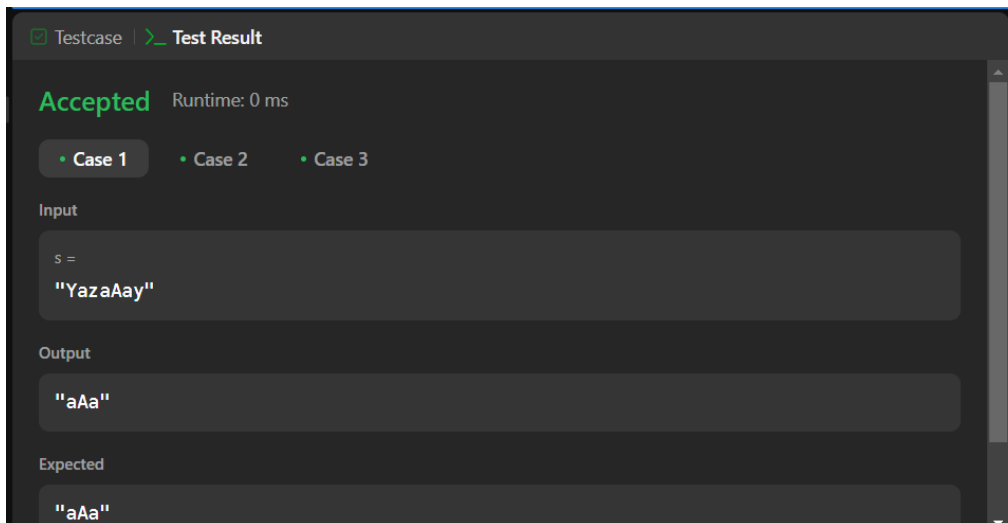 Testcase | >_ Test Result
Accepted Runtime: 0 ms
• Case 1 • Case 2 • Case 3
Input
s =
"YazaAay"
Output
"aAa"
Expected
"aAa"